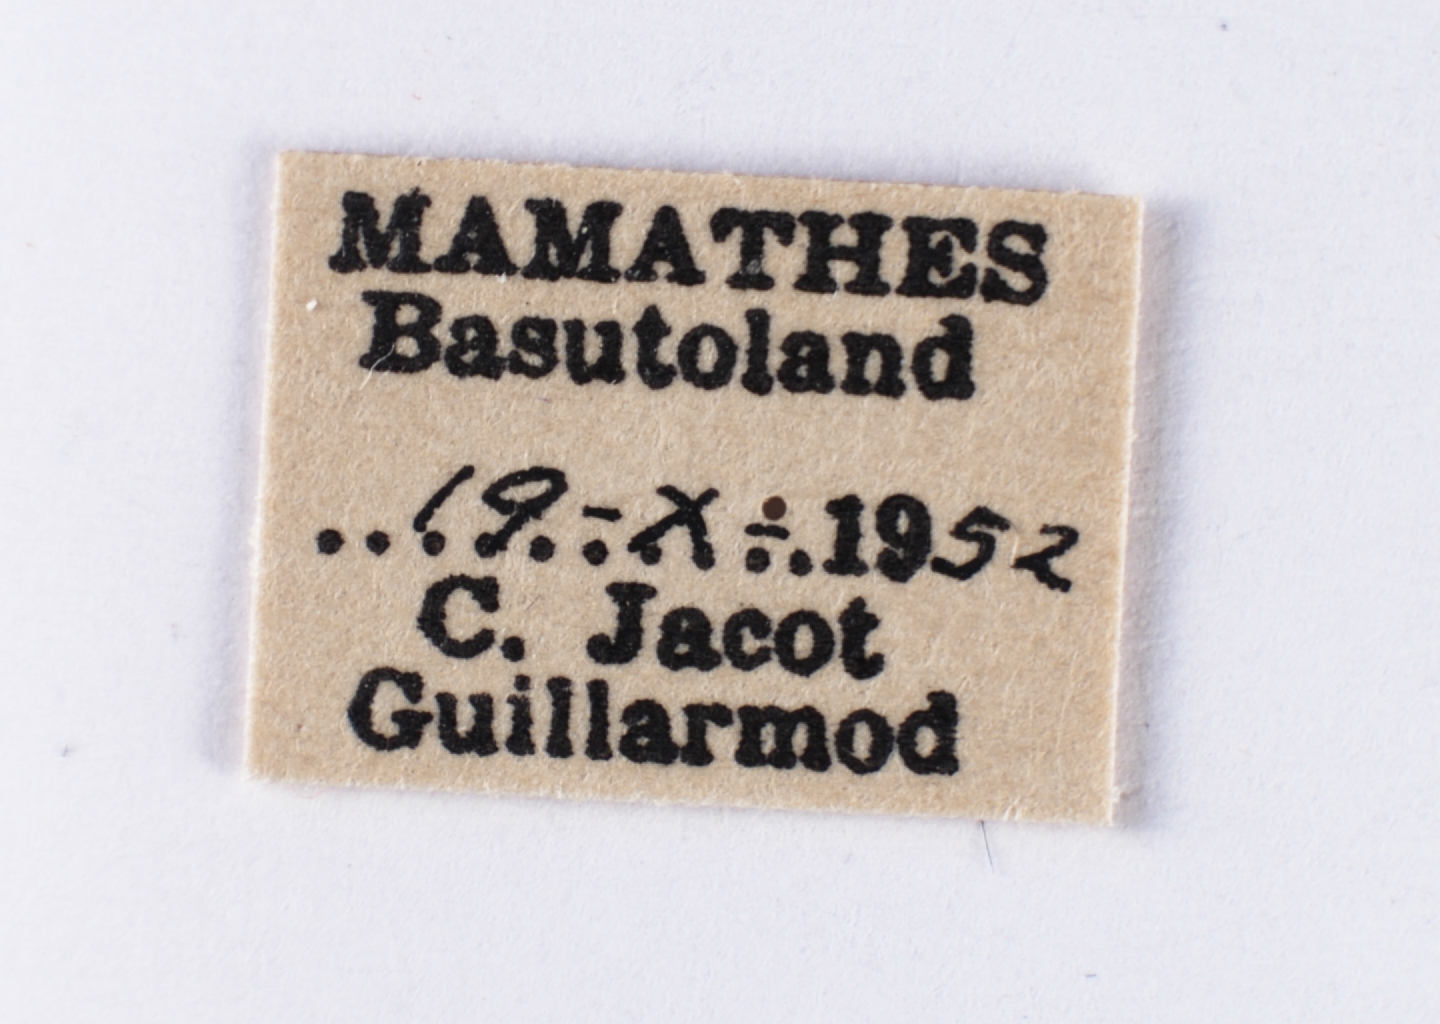 MAMATHES
Basutoland
..19-X-.1952
C. Jacot
Guillarmod